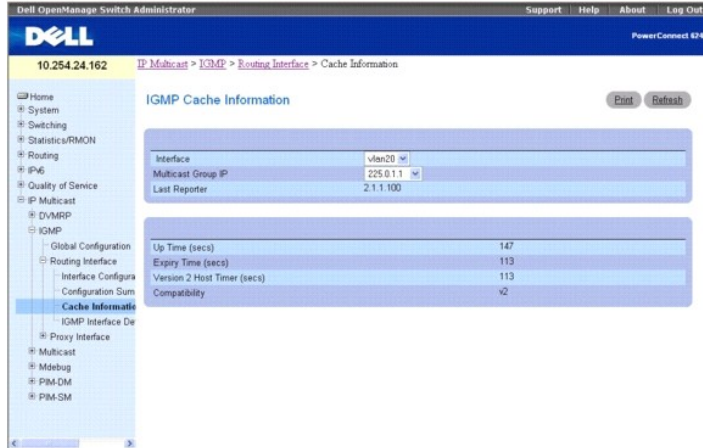 Dell OpenManage Switch Administrator
Support Help About Log Out
DELL
PowerConnect 624
10.254.24.162
IP Multicast > IGMP > Routing Interface > Cache Information
Home
System
Switching
Statistics/RMON
Routing
IPv6
Quality of Service
IP Multicast
DVMRP
IGMP
Global Configuration
Routing Interface
Interface Configura
Configuration Sum
Cache Informatio
IGMP Interface De
Proxy Interface
Multicast
Mdebug
PIM-DM
PIM-SM
IGMP Cache Information
Print Refresh
Interface vlan20
Multicast Group IP 225.0.1.1
Last Reporter 2.1.1.100
Up Time (secs) 147
Expiry Time (secs) 113
Version 2 Host Timer (secs) 113
Compatibility v2